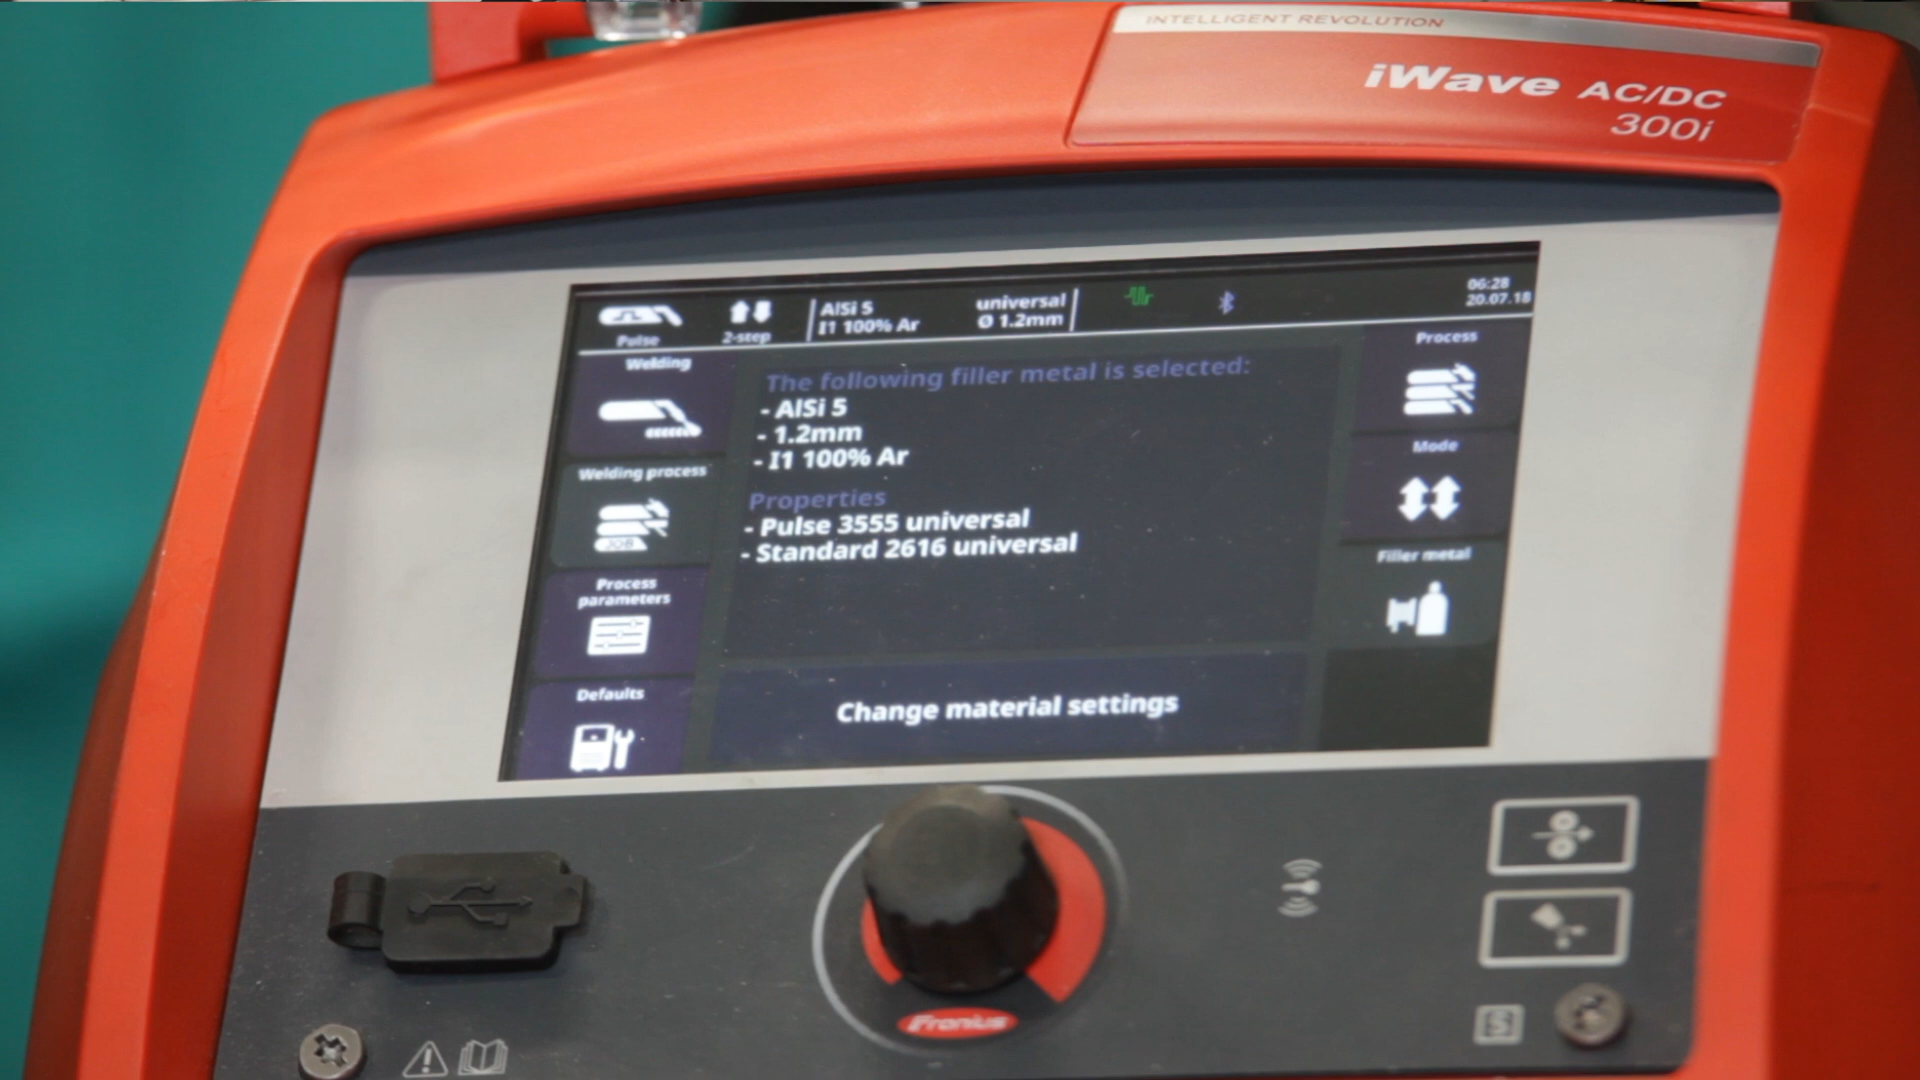 INTELLIGENT REVOLUTION
iWave AC/DC
300i
Pulse
2-step
AlSi 5
I1 100% Ar
universal
Ø 1.2mm
06:28
20.07.18
Welding
Welding process
JOB
Process
parameters
Defaults
The following filler metal is selected:
- AlSi 5
- 1.2mm
- I1 100% Ar
Properties
- Pulse 3555 universal
- Standard 2616 universal
Change material settings
Process
Mode
Filler metal
Fronius
S